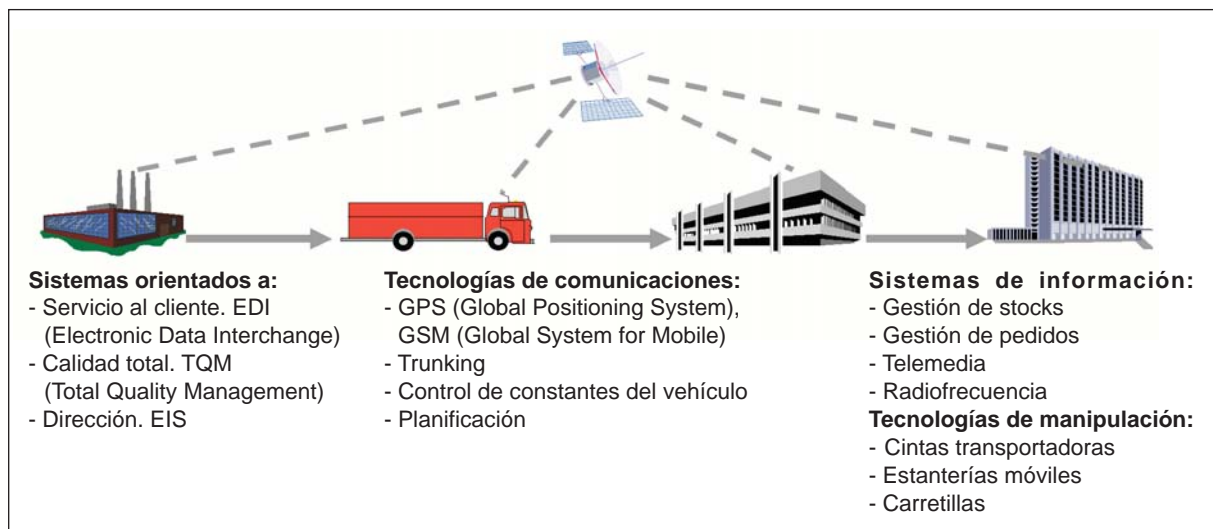 Sistemas orientados a:
- Servicio al cliente. EDI
(Electronic Data Interchange)
- Calidad total. TQM
(Total Quality Management)
- Dirección. EIS
Tecnologías de comunicaciones:
- GPS (Global Positioning System),
GSM (Global System for Mobile)
- Trunking
- Control de constantes del vehículo
- Planificación
Sistemas de información:
- Gestión de stocks
- Gestión de pedidos
- Telemedia
- Radiofrecuencia
Tecnologías de manipulación:
- Cintas transportadoras
- Estanterías móviles
- Carretillas